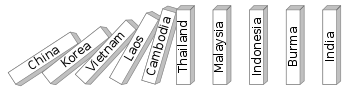 China
Korea
Vietnam
Laos
Cambodia
Thailand
Malaysia
Indonesia
Burma
India